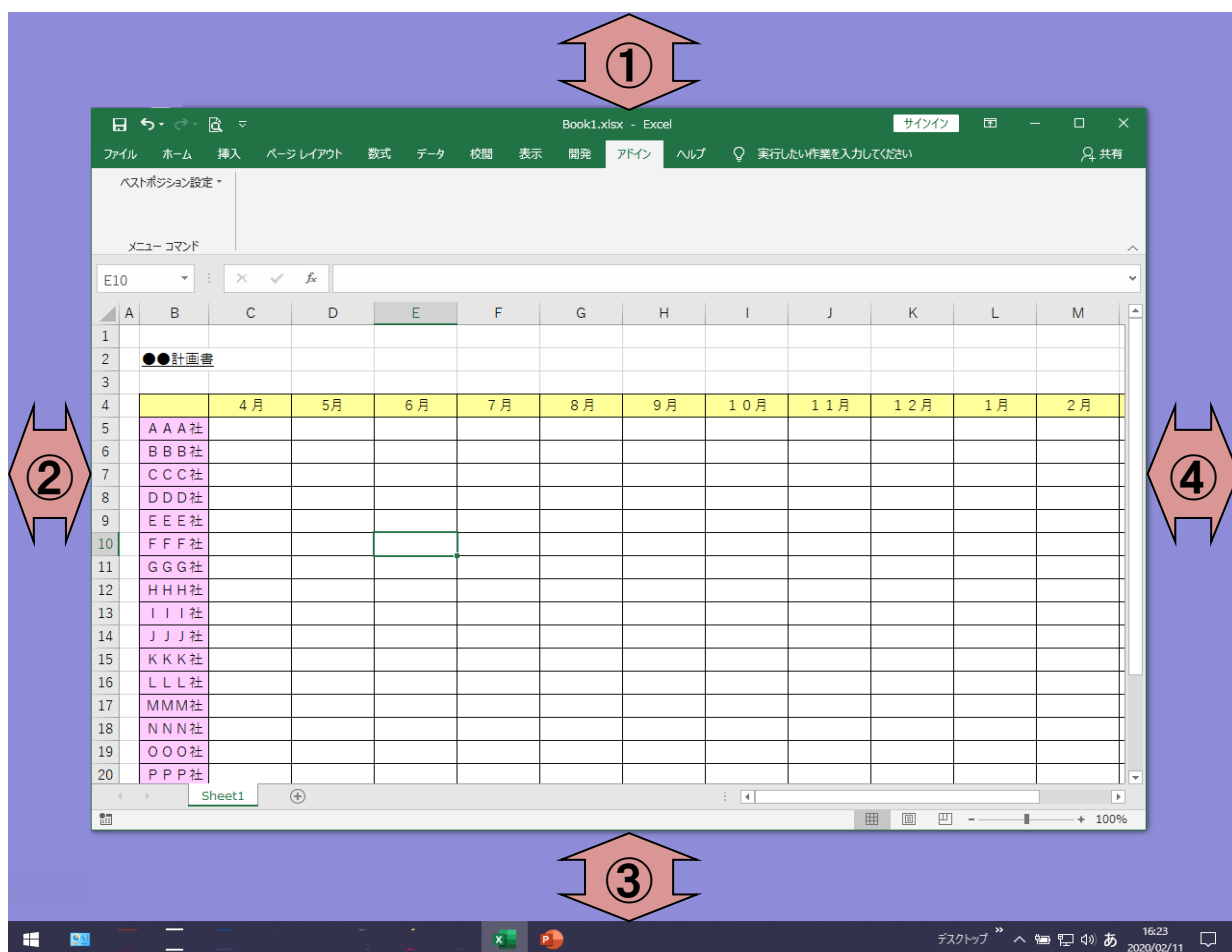 ①
Book1.xlsx - Excel
サインイン
ファイル ホーム 挿入 ページ レイアウト 数式 データ 校閲 表示 開発 アドイン ヘルプ 実行したい作業を入力してください 共有
ベストポジション設定
メニュー コマンド
E10 fx
A B C D E F G H I J K L M
1
2 ●●計画書
3
4 4月 5月 6月 7月 8月 9月 10月 11月 12月 1月 2月
5 AAA社
6 BBB社
7 CCC社
8 DDD社
9 EEE社
10 FFF社
11 GGG社
12 HHH社
13 III社
14 JJJ社
15 KKK社
16 LLL社
17 MMM社
18 NNN社
19 OOO社
20 PPP社
②
④
Sheet1
100%
③
デスクトップ あ 16:23
2020/02/11